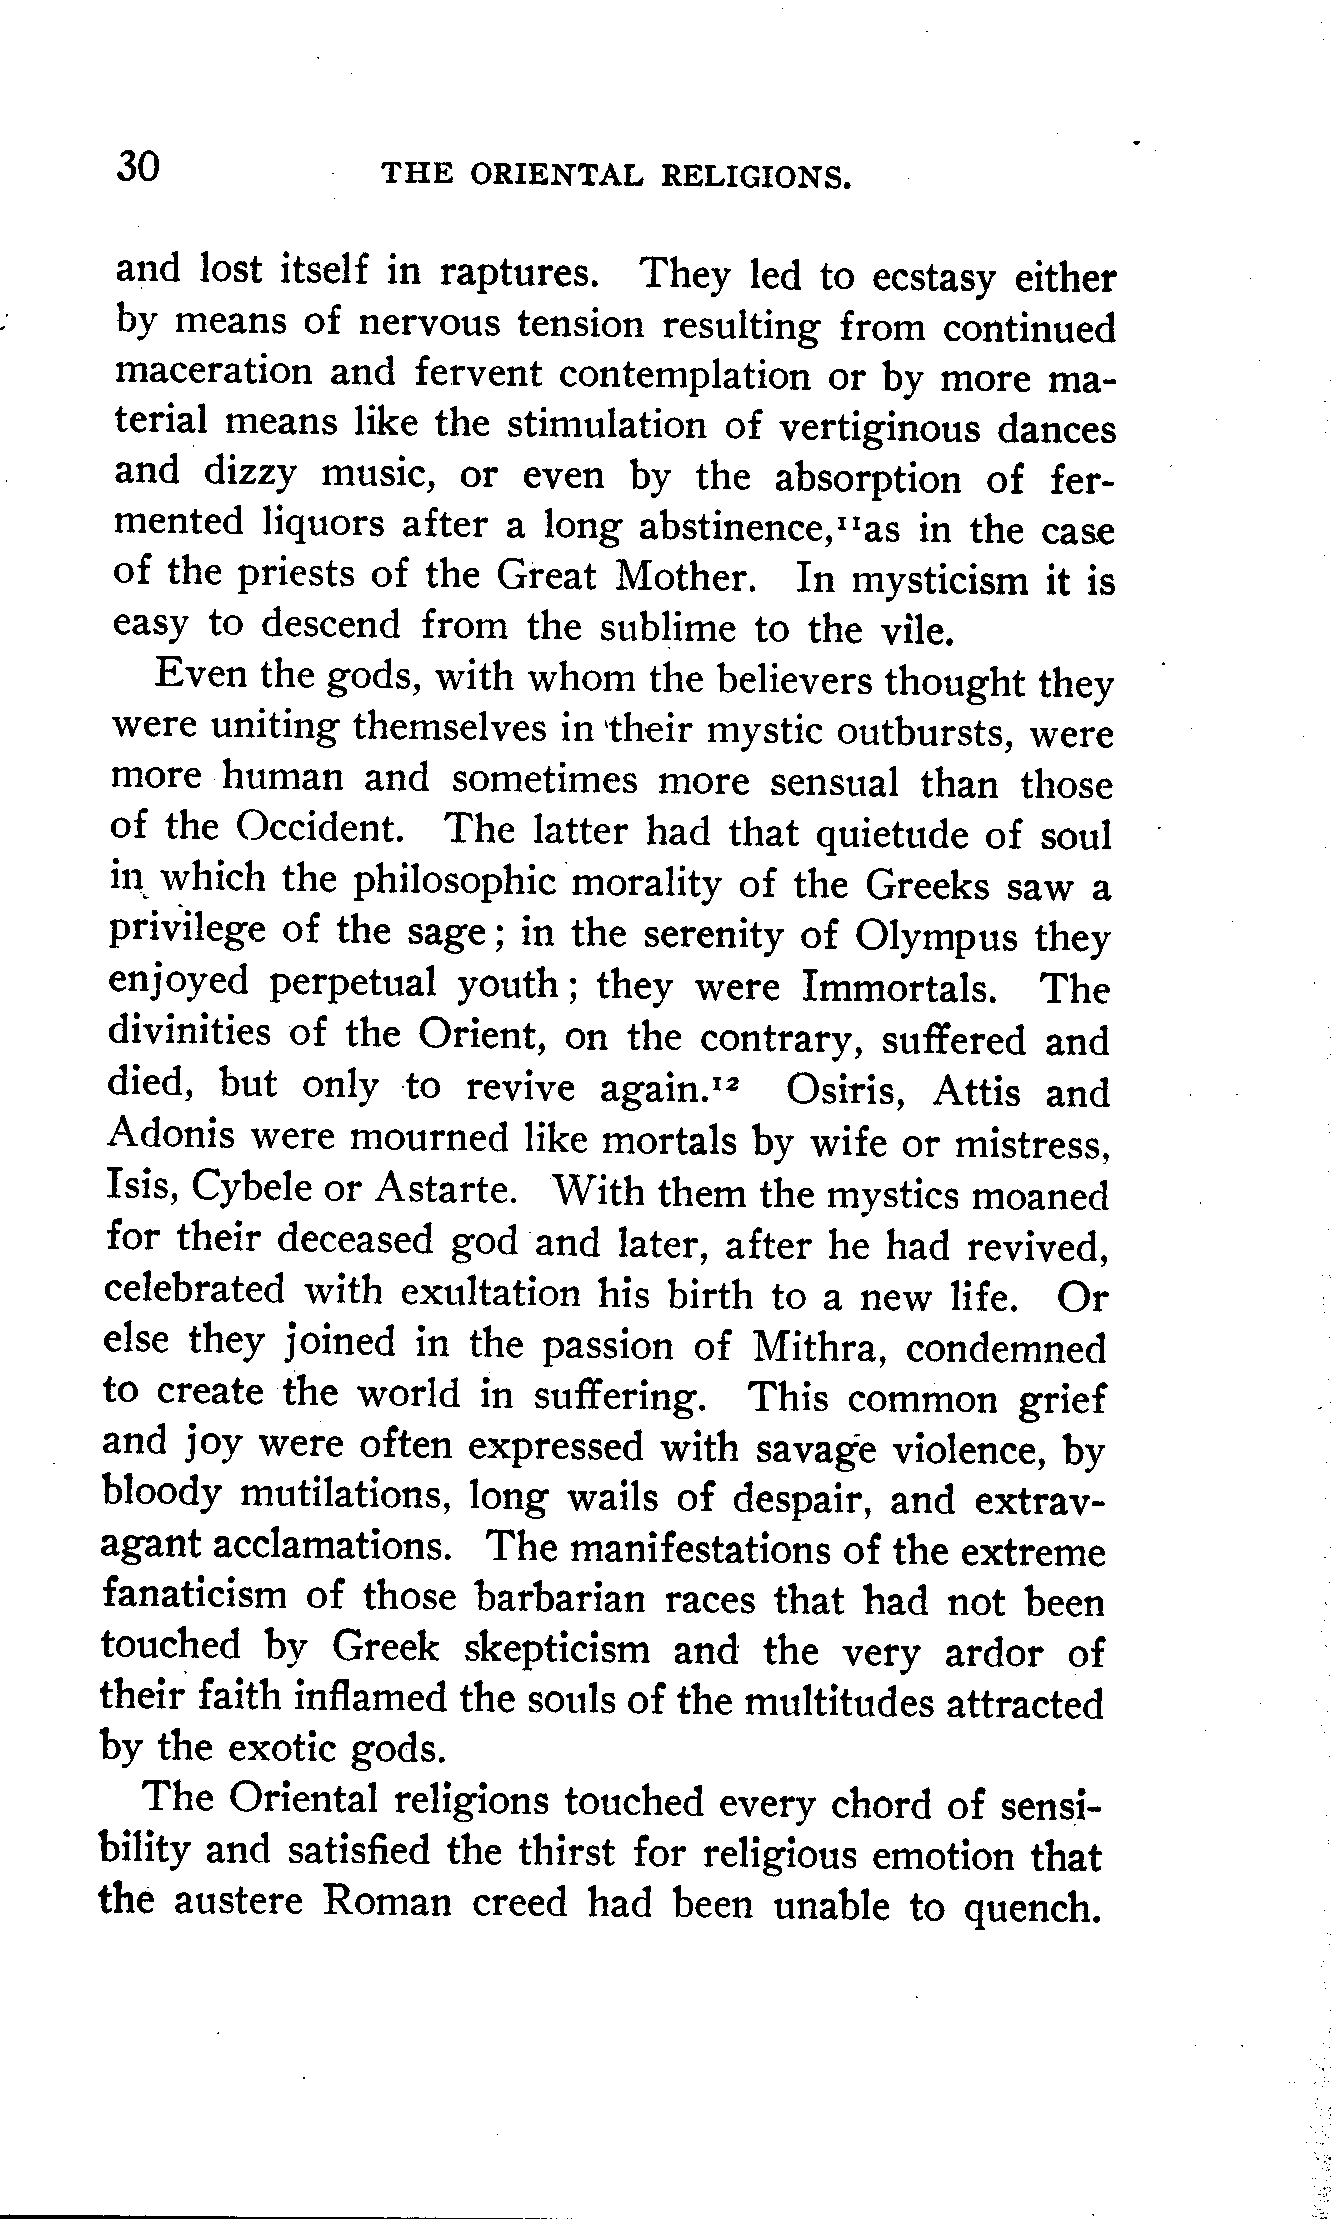 30 THE ORIENTAL RELIGIONS.
and lost itself in raptures. They led to ecstasy either
by means of nervous tension resulting from continued
maceration and fervent contemplation or by more ma-
terial means like the stimulation of vertiginous dances
and dizzy music, or even by the absorption of fer-
mented liquors after a long abstinence,¹¹as in the case
of the priests of the Great Mother. In mysticism it is
easy to descend from the sublime to the vile.
Even the gods, with whom the believers thought they
were uniting themselves in their mystic outbursts, were
more human and sometimes more sensual than those
of the Occident. The latter had that quietude of soul
in which the philosophic morality of the Greeks saw a
privilege of the sage; in the serenity of Olympus they
enjoyed perpetual youth; they were Immortals. The
divinities of the Orient, on the contrary, suffered and
died, but only to revive again.¹² Osiris, Attis and
Adonis were mourned like mortals by wife or mistress,
Isis, Cybele or Astarte. With them the mystics moaned
for their deceased god and later, after he had revived,
celebrated with exultation his birth to a new life. Or
else they joined in the passion of Mithra, condemned
to create the world in suffering. This common grief
and joy were often expressed with savage violence, by
bloody mutilations, long wails of despair, and extrav-
agant acclamations. The manifestations of the extreme
fanaticism of those barbarian races that had not been
touched by Greek skepticism and the very ardor of
their faith inflamed the souls of the multitudes attracted
by the exotic gods.
The Oriental religions touched every chord of sensi-
bility and satisfied the thirst for religious emotion that
the austere Roman creed had been unable to quench.